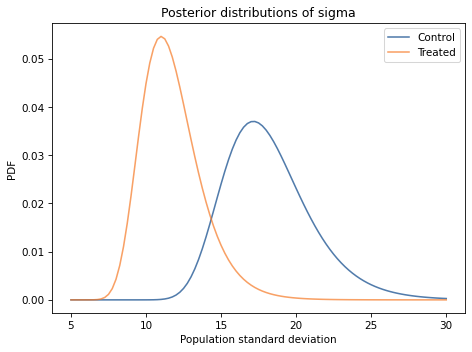 Posterior distributions of sigma
Control
Treated
PDF
0.05
0.04
0.03
0.02
0.01
0.00
5
10
15
20
25
30
Population standard deviation